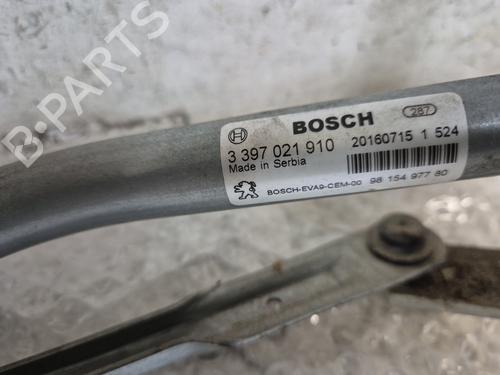 B-PARTS
BOSCH 287
3 397 021 910 20160715 1 524
Made in Serbia
BOSCH-EVA9-CEM-00 98 154 977 80